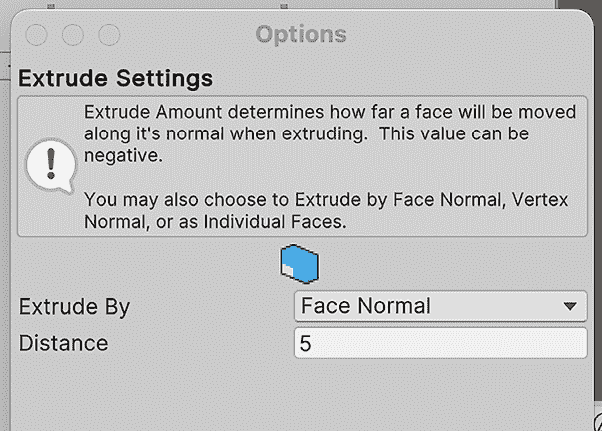 Options
Extrude Settings
Extrude Amount determines how far a face will be moved
along it's normal when extruding.  This value can be
negative.
You may also choose to Extrude by Face Normal, Vertex
Normal, or as Individual Faces.
Extrude By
Face Normal
Distance
5